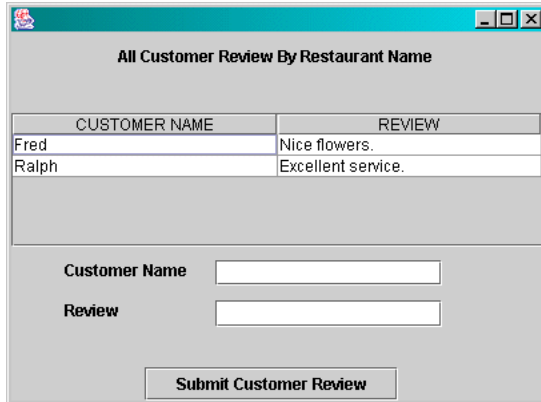 All Customer Review By Restaurant Name
CUSTOMER NAME REVIEW
Fred Nice flowers.
Ralph Excellent service.
Customer Name
Review
Submit Customer Review